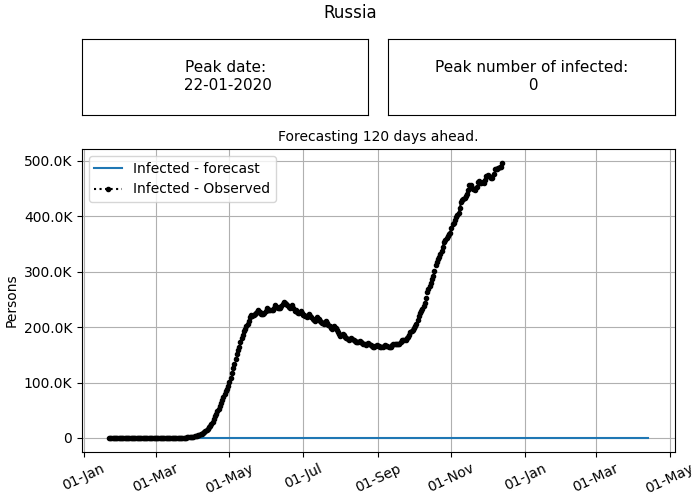 Russia
Peak date:
22-01-2020
Peak number of infected:
0
Forecasting 120 days ahead.
Infected - forecast
Infected - Observed
500.0K
400.0K
300.0K
200.0K
100.0K
0
Persons
01-Jan
01-Mar
01-May
01-Jul
01-Sep
01-Nov
01-Jan
01-Mar
01-May